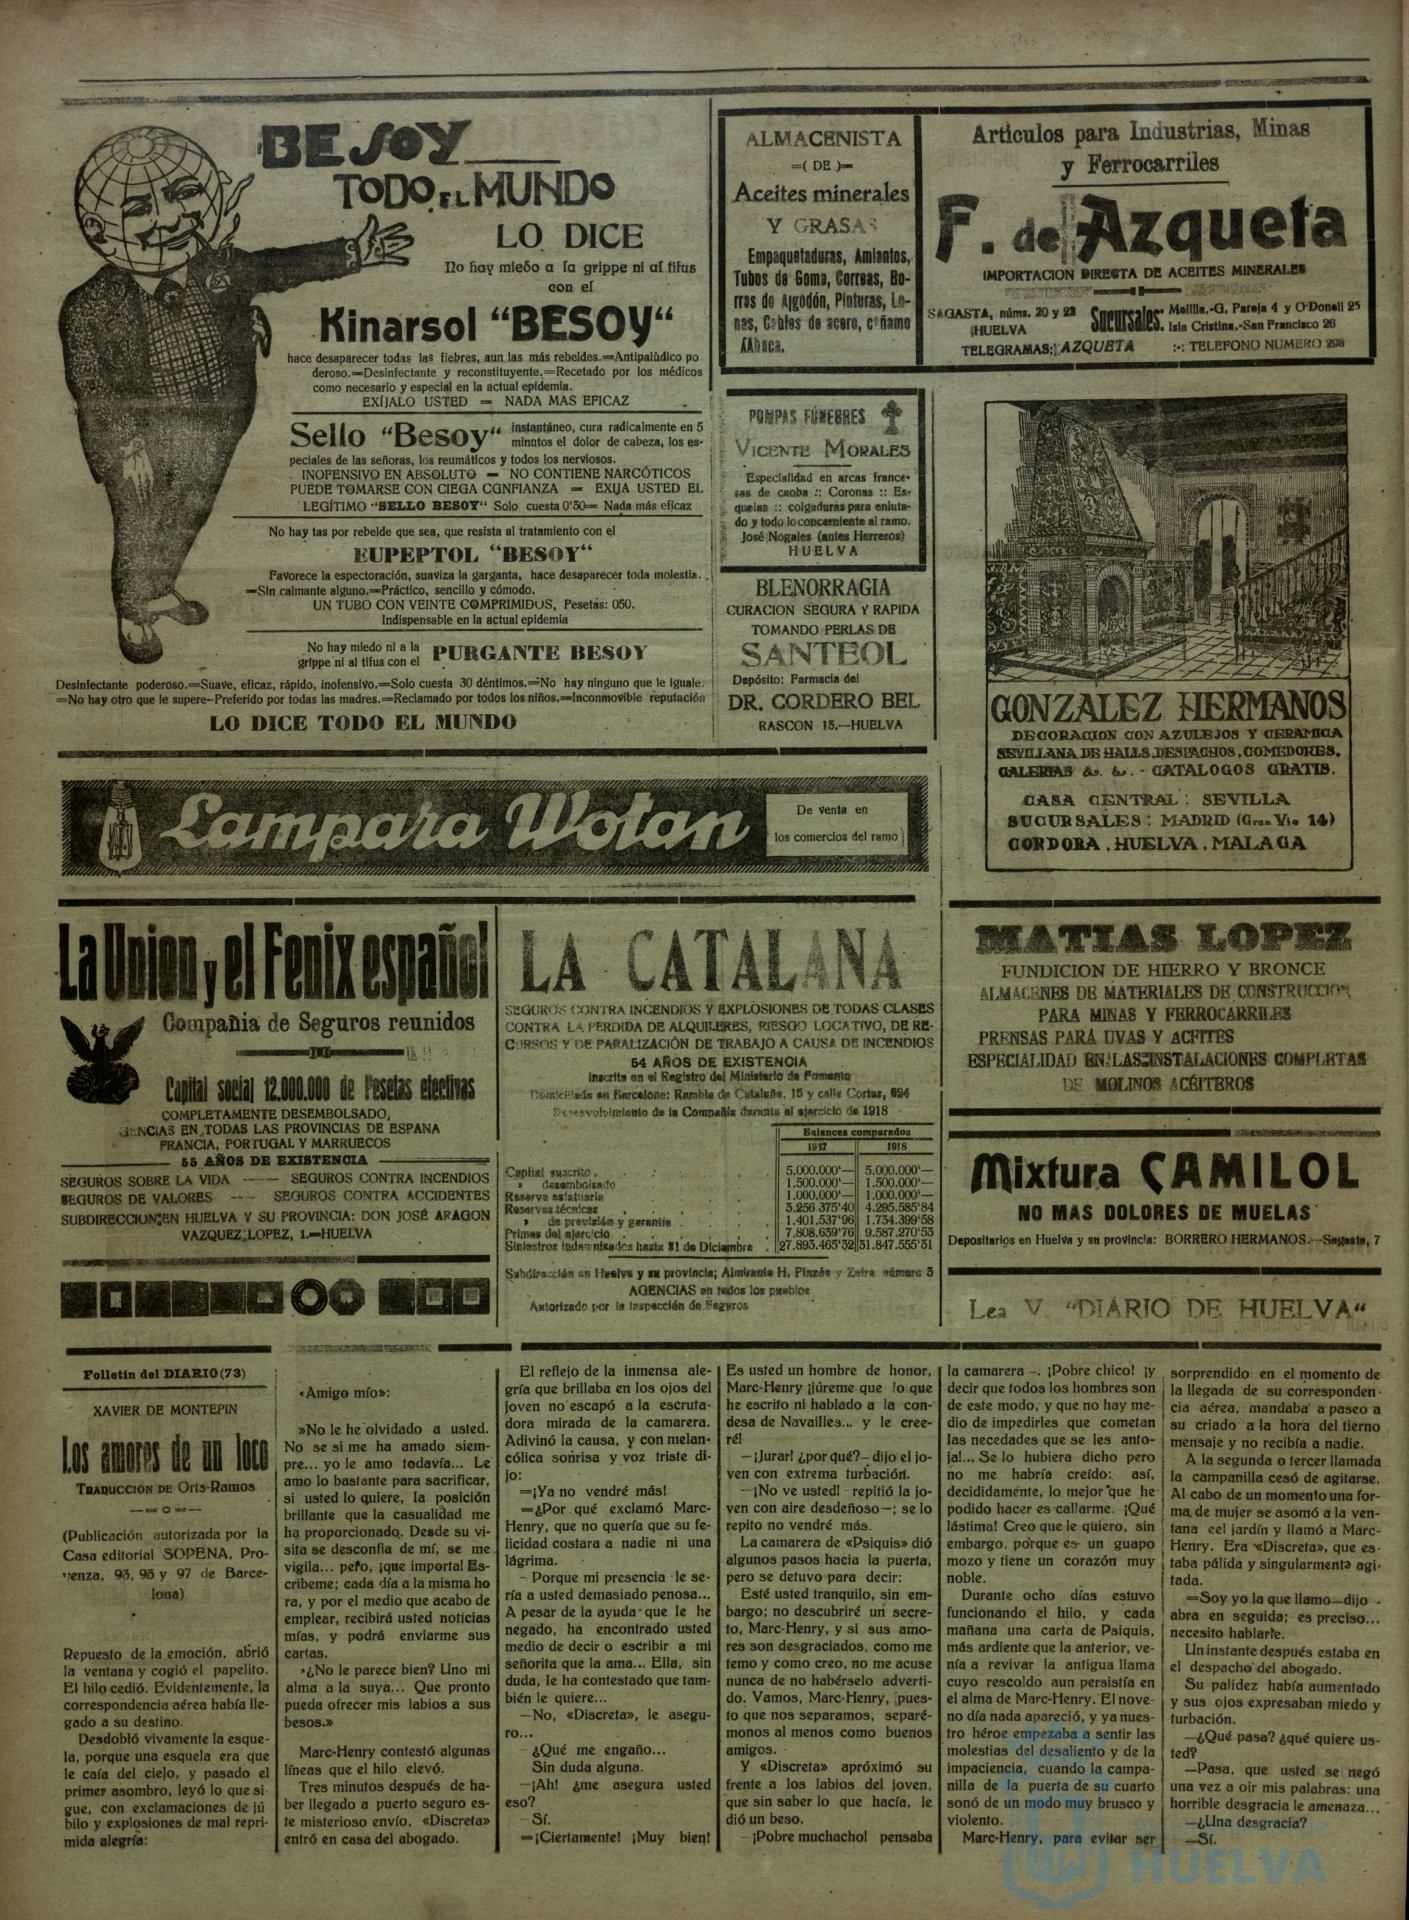 BESOY
TODO EL MUNDO
LO DICE
No hay miedo a la grippe ni al tifus
con el
Kinarsol "BESOY"
hace desaparecer todas las fiebres, aun las más rebeldes.=Antipalúdico po
deroso.=Desinfectante y reconstituyente.=Recetado por los médicos
como necesario y especial en la actual epidemia.
EXÍJALO USTED = NADA MAS EFICAZ
Sello "Besoy" instantáneo, cura radicalmente en 5
minutos el dolor de cabeza, los es-
peciales de las señoras, los reumáticos y todos los nerviosos.
INOFENSIVO EN ABSOLUTO — NO CONTIENE NARCÓTICOS
PUEDE TOMARSE CON CIEGA CONFIANZA = EXIJA USTED EL
LEGÍTIMO "SELLO BESOY" Solo cuesta 0'30= Nada más eficaz
No hay tas por rebelde que sea, que resista al tratamiento con el
EUPEPTOL "BESOY"
Favorece la espectoración, suaviza la garganta, hace desaparecer toda molestia.
=Sin calmante alguno.=Práctico, sencillo y cómodo.
UN TUBO CON VEINTE COMPRIMIDOS, Pesetas: 050.
Indispensable en la actual epidemia
No hay miedo ni a la
grippe ni al tifus con el PURGANTE BESOY
Desinfectante poderoso.=Suave, eficaz, rápido, inofensivo.=Solo cuesta 30 déntimos.=No hay ninguno que le iguale.
=No hay otro que le supere--Preferido por todas las madres.=Reclamado por todos los niños.=Inconmovible reputación
LO DICE TODO EL MUNDO
ALMACENISTA
=( DE )=
Aceites minerales
Y GRASAS
Empaquetaduras, Amiantos,
Tubos de Goma, Correas, Bo-
rras de Algodón, Pinturas, Lo-
nas, Cables de acero, cáñamo
Abaca.
Artículos para Industrias, Minas
y Ferrocarriles
F. de Azqueta
IMPORTACION DIRECTA DE ACEITES MINERALES
SAGASTA, núms. 20 y 22
HUELVA
TELEGRAMAS: AZQUETA
Sucursales: Melilla.-G. Pareja 4 y O'Donell 25
Isla Cristina.-San Francisco 26
:-: TELEFONO NUMERO 298
POMPAS FÚNEBRES
VICENTE MORALES
Especialidad en arcas france-
sas de caoba :: Coronas :: Es-
quelas :: colgaduras para enluta-
do y todo lo concerniente al ramo.
José Nogales (antes Herreros)
HUELVA
BLENORRAGIA
CURACION SEGURA Y RAPIDA
TOMANDO PERLAS DE
SANTEOL
Depósito: Farmacia del
DR. CORDERO BEL
RASCON 13.—HUELVA
GONZALEZ HERMANOS
DECORACION CON AZULEJOS Y CERAMICA
SEVILLANA DE HALLS, DESPACHOS, COMEDORES,
GALERIAS &. &. - CATALOGOS GRATIS.
CASA CENTRAL: SEVILLA
SUCURSALES: MADRID (Gran Via 14)
CORDOBA, HUELVA, MALAGA
Lampara Wotan
De venta en
los comercios del ramo
La Union y el Fenix español
Compañia de Seguros reunidos
Capital social 12.000.000 de Pesetas efectivas
COMPLETAMENTE DESEMBOLSADO,
ENCIAS EN TODAS LAS PROVINCIAS DE ESPANA
FRANCIA, PORTUGAL Y MARRUECOS
55 AÑOS DE EXISTENCIA
SEGUROS SOBRE LA VIDA — SEGUROS CONTRA INCENDIOS
SEGUROS DE VALORES — SEGUROS CONTRA ACCIDENTES
SUBDIRECCION EN HUELVA Y SU PROVINCIA: DON JOSÉ ARAGON
VAZQUEZ LOPEZ, 1.—HUELVA
LA CATALANA
SEGUROS CONTRA INCENDIOS Y EXPLOSIONES DE TODAS CLASES
CONTRA LA PERDIDA DE ALQUILERES, RIESGO LOCATIVO, DE RE-
CURSOS Y DE PARALIZACIÓN DE TRABAJO A CAUSA DE INCENDIOS
54 AÑOS DE EXISTENCIA
Inscrita en el Registro del Ministerio de Fomento
Domiciliada en Barcelona: Rambla de Cataluña, 15 y calle Cortes, 624
Desenvolvimiento de la Compañía durante el ejercicio de 1918
Balances comparados
1917 1918
Capital suscrito . 5.000.000'— 5.000.000'—
» desembolsado 1.500.000'— 1.500.000'—
Reserva estatuaria 1.000.000'— 1.000.000'—
Reservas técnicas 3.256 375'40 4.295.585'84
» de previsión y garantía 1.401.537'96 1.734.399'58
Primas del ejercicio 7.808.639'76 9.587.270'53
Siniestros indemnizados hasta 31 de Diciembre 27.893.465'32 31.847.555'31
Subdirección en Huelva y su provincia; Almirante H. Pinzón y Zafra número 3
AGENCIAS en todos los pueblos
Autorizado por la inspección de Seguros
MATIAS LOPEZ
FUNDICION DE HIERRO Y BRONCE
ALMACENES DE MATERIALES DE CONSTRUCCION
PARA MINAS Y FERROCARRILES
PRENSAS PARA UVAS Y ACEITES
ESPECIALIDAD EN LAS INSTALACIONES COMPLETAS
DE MOLINOS ACEITEROS
Mixtura CAMILOL
NO MAS DOLORES DE MUELAS
Depositarios en Huelva y su provincia: BORRERO HERMANOS.—Sagasta, 7
Lea V. "DIARIO DE HUELVA"
Folletín del DIARIO (73)
XAVIER DE MONTEPIN
Los amores de un loco
TRADUCCION DE Orts-Ramos
—=o=—
(Publicación autorizada por la
Casa editorial SOPENA, Pro-
venza, 93, 95 y 97 de Barce-
lona)
Repuesto de la emoción, abrió
la ventana y cogió el papelito.
El hilo cedió. Evidentemente, la
correspondencia aérea había lle-
gado a su destino.
Desdobló vivamente la esque-
la, porque una esquela era que
le caía del cielo, y pasado el
primer asombro, leyó lo que si-
gue, con exclamaciones de jú
bilo y explosiones de mal repri-
mida alegría:
«Amigo mío»:
»No le he olvidado a usted.
No se si me ha amado siem-
pre... yo le amo todavía... Le
amo lo bastante para sacrificar,
si usted lo quiere, la posición
brillante que la casualidad me
ha proporcionado. Desde su vi-
sita se desconfia de mí, se me
vigila... pero, ¡que importa! Es-
cribeme; cada día a la misma ho
ra, y por el medio que acabo de
emplear, recibirá usted noticias
mías, y podrá enviarme sus
cartas.
»¿No le parece bien? Uno mi
alma a la suya... Que pronto
pueda ofrecer mis labios a sus
besos.»
Marc-Henry contestó algunas
líneas que el hilo elevó.
Tres minutos después de ha-
ber llegado a puerto seguro es-
te misterioso envío, «Discreta»
entró en casa del abogado.
El reflejo de la inmensa ale-
gría que brillaba en los ojos del
joven no escapó a la escruta-
dora mirada de la camarera.
Adivinó la causa, y con melan-
cólica sonrisa y voz triste di-
jo:
=¡Ya no vendré más!
=¿Por qué exclamó Marc-
Henry, que no quería que su fe-
licidad costara a nadie ni una
lágrima.
- Porque mi presencia le se-
ría a usted demasiado penosa...
A pesar de la ayuda que le he
negado, ha encontrado usted
medio de decir o escribir a mi
señorita que la ama... Ella, sin
duda, le ha contestado que tam-
bién le quiere...
—No, «Discreta», le asegu-
ro...
- ¿Qué me engaño...
Sin duda alguna.
—¡Ah! ¿me asegura usted
eso?
—Sí.
=¡Ciertamente! ¡Muy bien!
Es usted un hombre de honor,
Marc-Henry ¡júreme que lo que
he escrito ni hablado a la con-
desa de Navailles... y le cree-
ré!
—¡Jurar! ¿por qué?—dijo el jo-
ven con extrema turbación.
—¡No ve usted!—repitió la jo-
ven con aire desdeñoso—; se lo
repito no vendré más.
La camarera de «Psiquis» dió
algunos pasos hacia la puerta,
pero se detuvo para decir:
Esté usted tranquilo, sin em-
bargo; no descubriré un secre-
to, Marc-Henry, y si sus amo-
res son desgraciados, como me
temo y como creo, no me acuse
nunca de no habérselo adverti-
do. Vamos, Marc-Henry, pues-
to que nos separamos, separé-
monos al menos como buenos
amigos.
Y «Discreta» apróximó su
frente a los labios del joven,
que sin saber lo que hacía, le
dió un beso.
- ¡Pobre muchacho! pensaba
la camarera –. ¡Pobre chico! ¡y
decir que todos los hombres son
de este modo, y que no hay me-
dio de impedirles que cometan
las necedades que se les anto-
ja!... Se lo hubiera dicho pero
no me habría creído: así,
decididamente, lo mejor que he
podido hacer es callarme. ¡Qué
lástima! Creo que le quiero, sin
embargo, porque es un guapo
mozo y tiene un corazón muy
noble.
Durante ocho días estuvo
funcionando el hilo, y cada
mañana una carta de Psiquis,
más ardiente que la anterior, ve-
nía a revivir la antigua llama
cuyo rescoldo aun persistía en
el alma de Marc-Henry. El nove-
no día nada apareció, y ya nues-
tro héroe empezaba a sentir las
molestias del desaliento y de la
impaciencia, cuando la campa-
nilla de la puerta de su cuarto
sonó de un modo muy brusco y
violento.
Marc-Henry, para evitar ser
sorprendido en el momento de
la llegada de su corresponden-
cia aérea, mandaba a paseo a
su criado a la hora del tierno
mensaje y no recibía a nadie.
A la segunda o tercer llamada
la campanilla cesó de agitarse.
Al cabo de un momento una for-
ma de mujer se asomó a la ven-
tana eel jardín y llamó a Marc-
Henry. Era «Discreta», que es-
taba pálida y singularmente agi-
tada.
=Soy yo la que llamo—dijo -
abra en seguida; es preciso...
necesito hablarle.
Un instante después estaba en
el despacho del abogado.
Su palidez había aumentado
y sus ojos expresaban miedo y
turbación.
—¿Qué pasa? ¿qué quiere us-
ted?
—Pasa, que usted se negó
una vez a oir mis palabras: una
horrible desgracia le amenaza...
—¿Una desgracia?
—Sí.
HUELVA